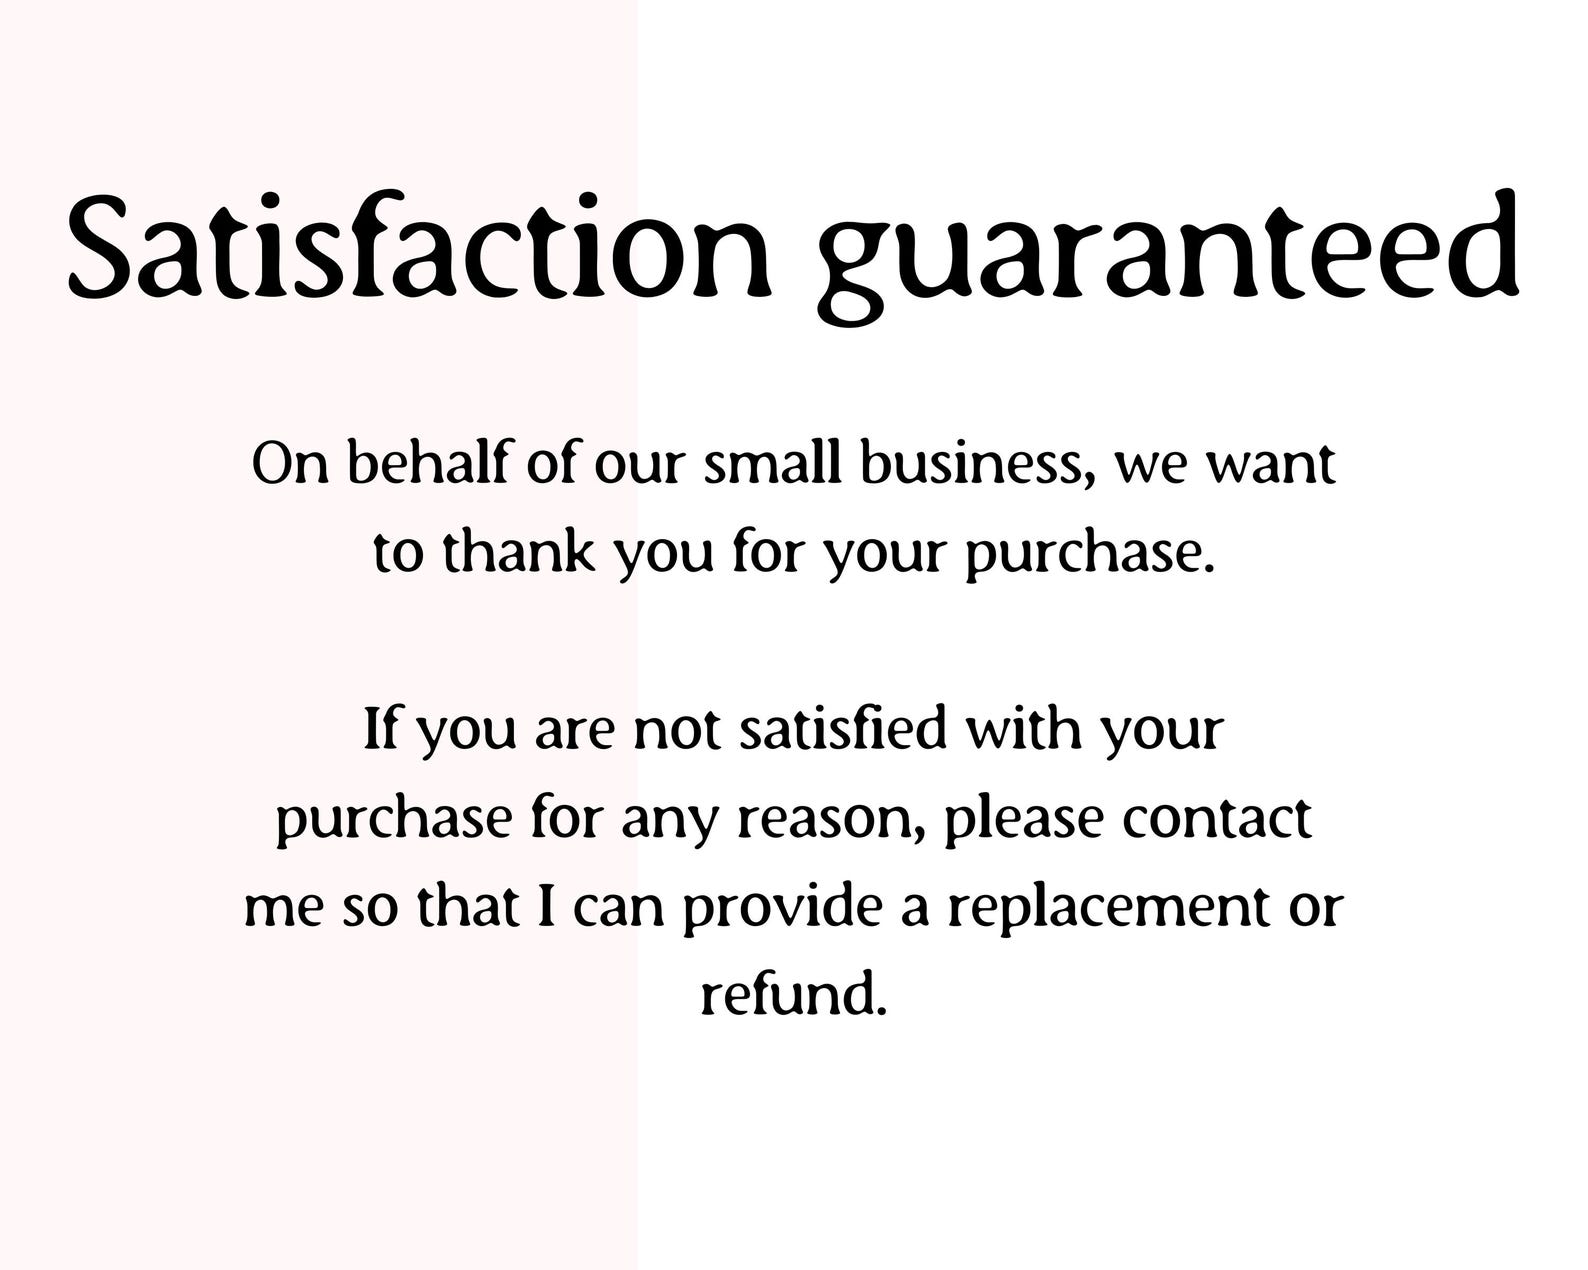 Satisfaction guaranteed
On behalf of our small business, we want
to thank you for your purchase.
If you are not satisfied with your
purchase for any reason, please contact
me so that I can provide a replacement or
refund.